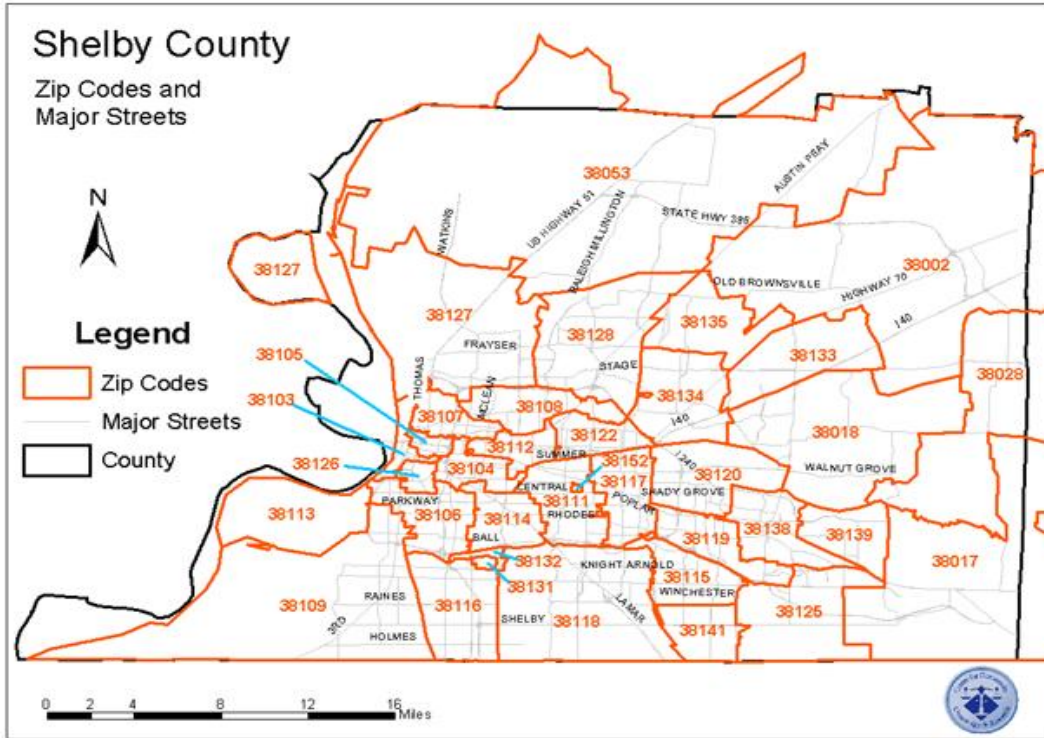 Shelby County
Zip Codes and
Major Streets
N
38053
AUSTIN PEAY
US HIGHWAY 51
RALEIGH MILLINGTON
STATE HWY 385
WATKINS
38127
38002
OLD BROWNSVILLE
HIGHWAY 70
I 40
38127
38135
38128
FRAYSER
38133
STAGE
38028
Legend
Zip Codes
Major Streets
County
38105
38103
38126
THOMAS
MCLEAN
38107
38108
38134
I 40
38018
38112
38122
SUMMER
I 240
38152
38104
CENTRAL
38117
38120
WALNUT GROVE
SHADY GROVE
PARKWAY
38111
POPLAR
38113
38106
38114
RHODES
38119
38138
38139
BALL
38017
38132
KNIGHT ARNOLD
38115
38131
WINCHESTER
38109
RAINES
38116
LAMAR
38125
SHELBY
38118
38141
3RD
HOLMES
0 2 4 8 12 16
Miles